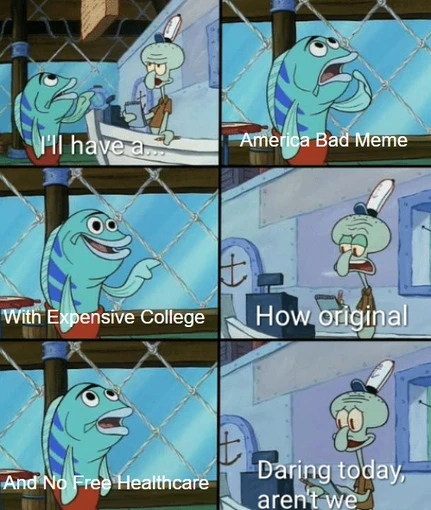 I'll have a...
America Bad Meme
With Expensive College
How original
And No Free Healthcare
Daring today,
aren't we